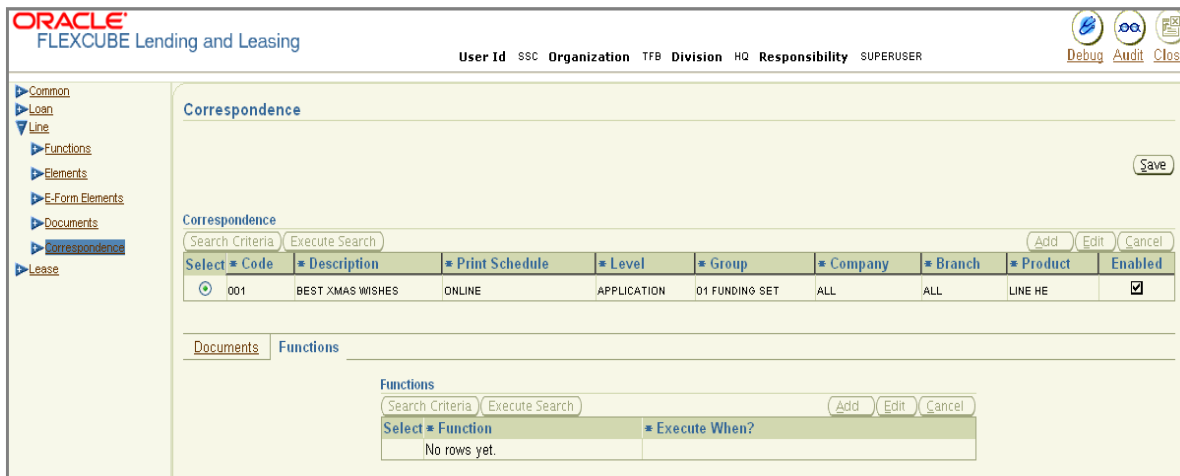 ORACLE
FLEXCUBE Lending and Leasing
User Id SSC Organization TFB Division HQ Responsibility SUPERUSER
Debug Audit Clos
Common
Loan
Line
Functions
Elements
E-Form Elements
Documents
Correspondence
Lease
Correspondence
Save
Correspondence
Search Criteria Execute Search Add Edit Cancel
Select * Code * Description * Print Schedule * Level * Group * Company * Branch * Product Enabled
001 BEST XMAS WISHES ONLINE APPLICATION 01 FUNDING SET ALL ALL LINE HE
Documents Functions
Functions
Search Criteria Execute Search Add Edit Cancel
Select * Function * Execute When?
No rows yet.